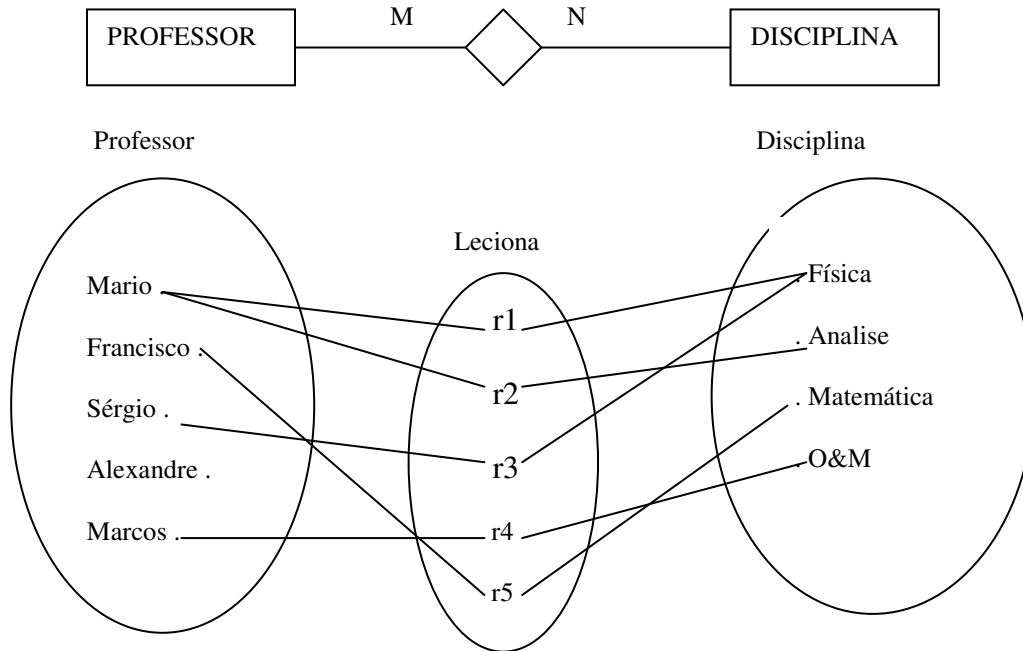 M N
PROFESSOR DISCIPLINA
Professor Disciplina
Leciona
Mario . . Física
r1
Francisco . . Analise
r2
Sérgio . . Matemática
Alexandre . r3 . O&M
Marcos . r4
r5